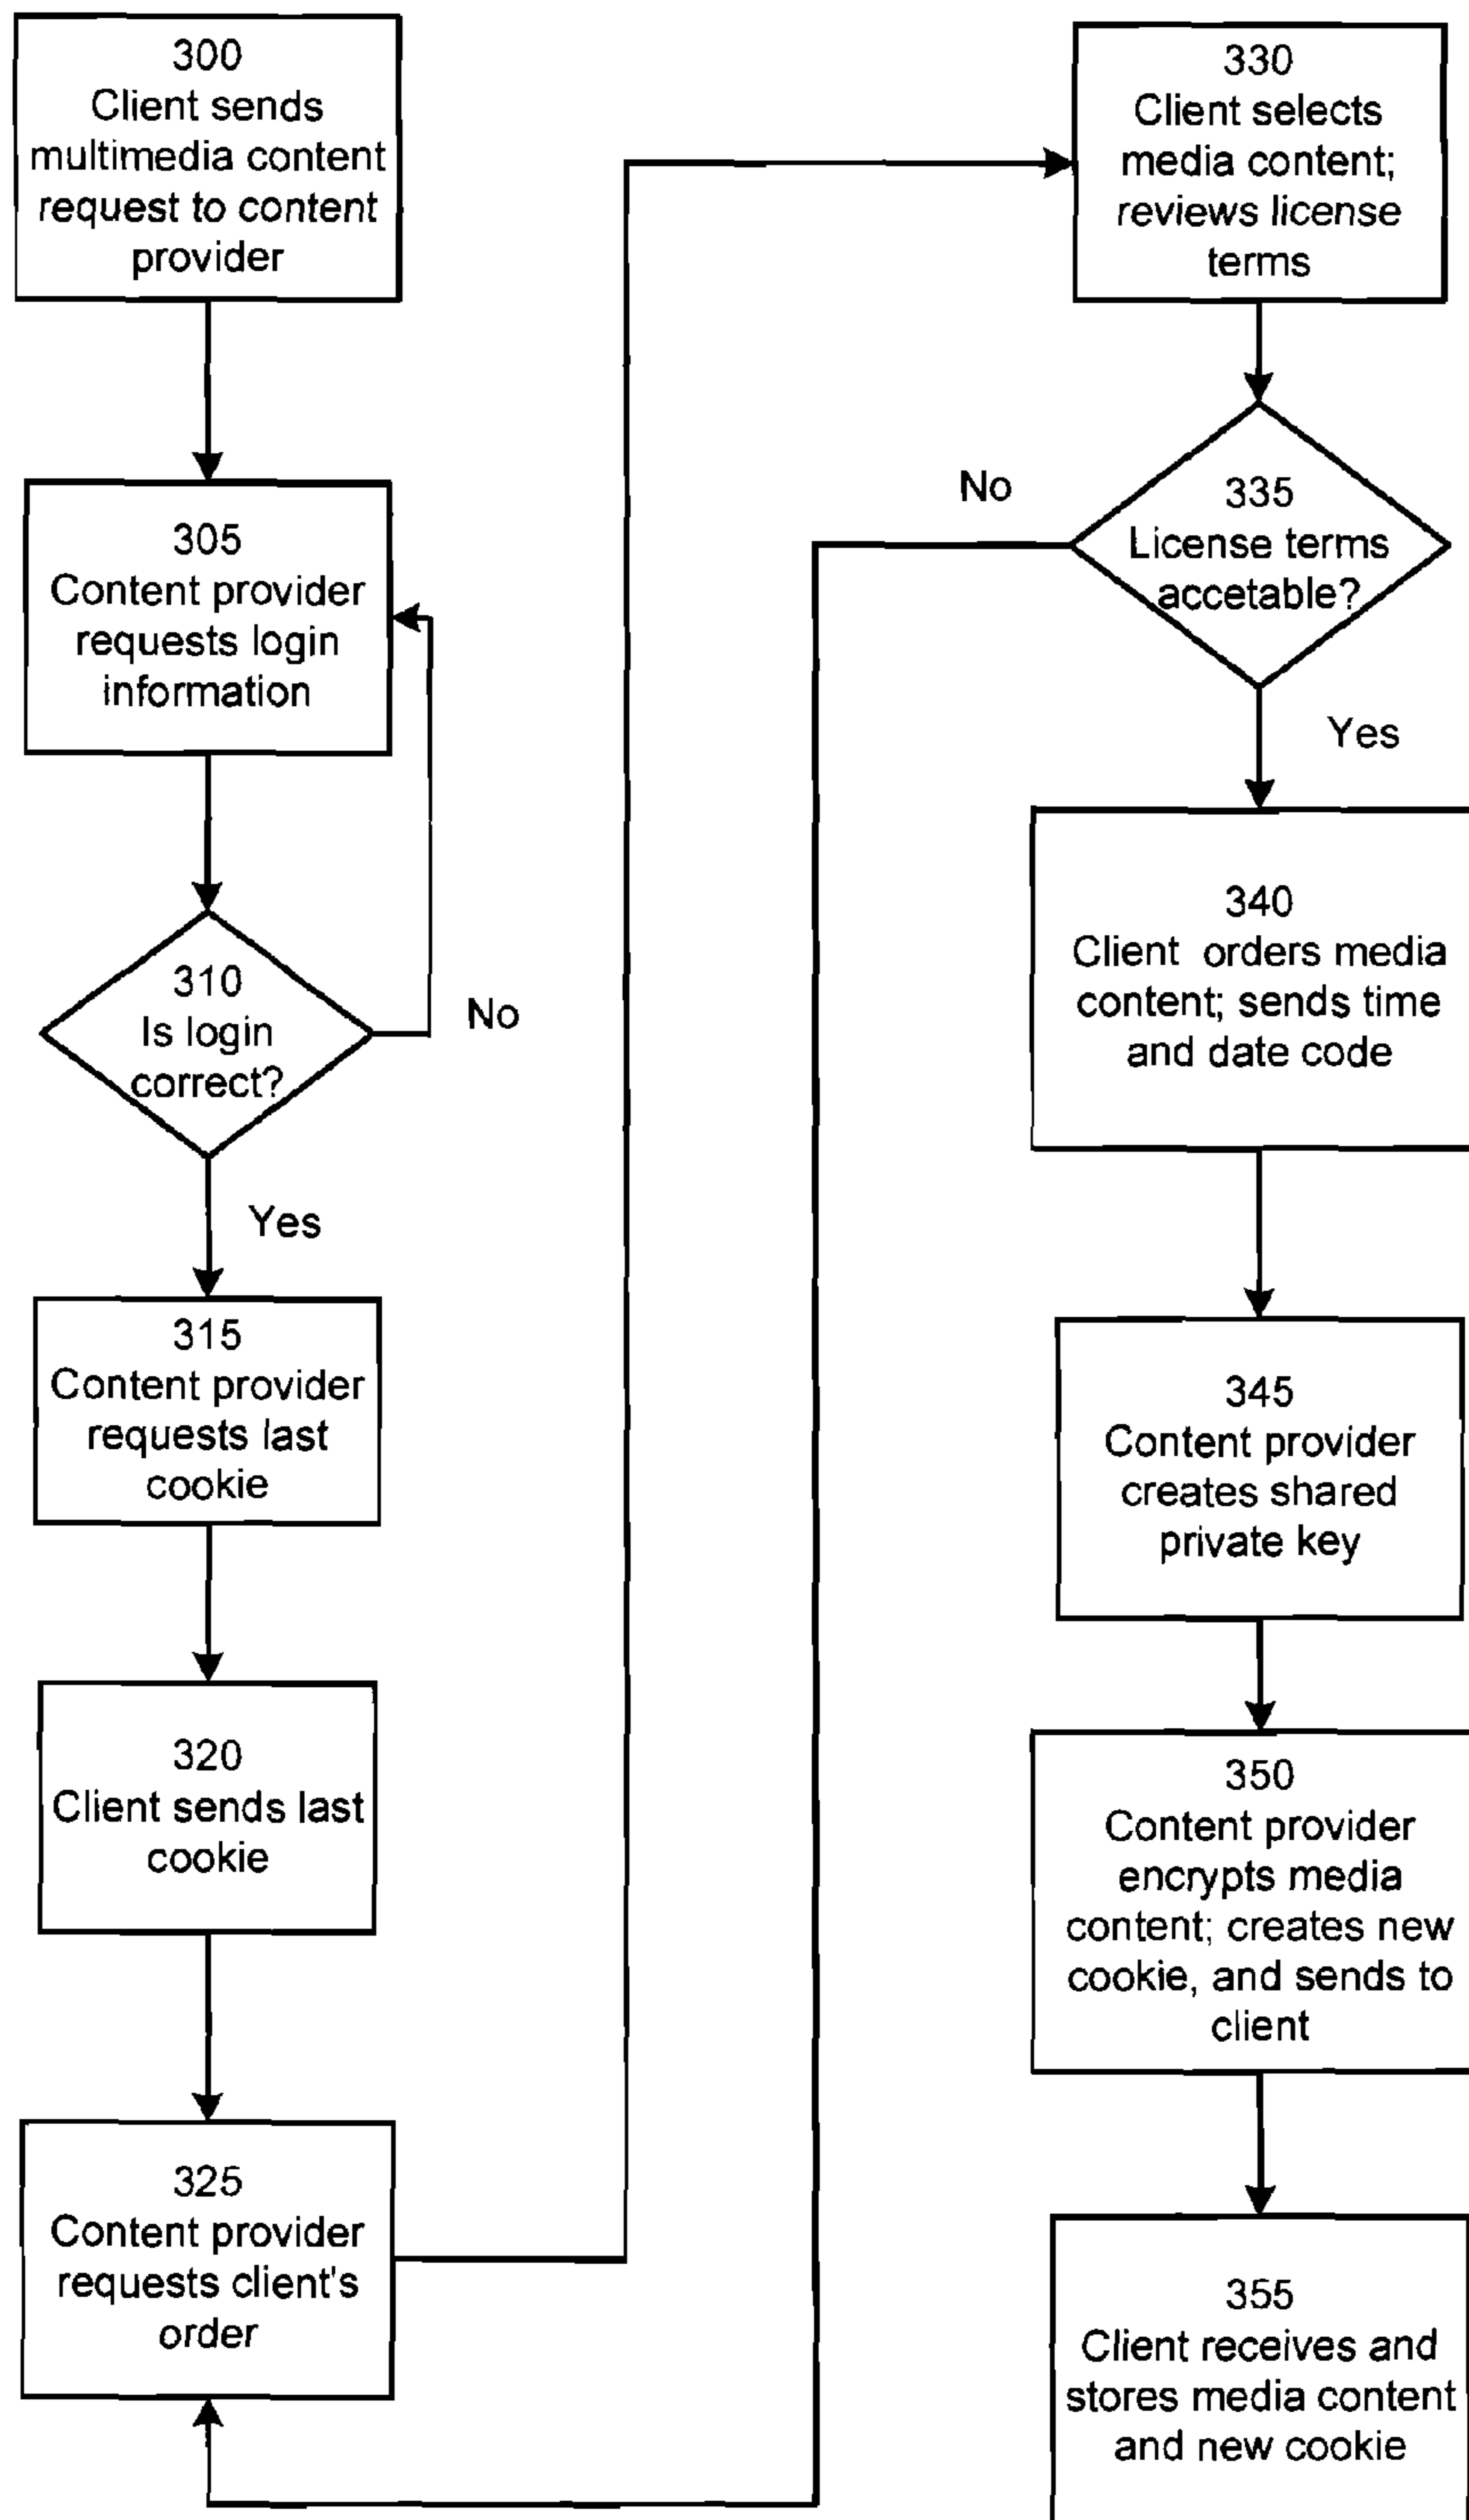 300
Client sends
multimedia content
request to content
provider
305
Content provider
requests login
information
310
Is login
correct?
No
Yes
315
Content provider
requests last
cookie
320
Client sends last
cookie
325
Content provider
requests client's
order
330
Client selects
media content;
reviews license
terms
No
335
License terms
accetable?
Yes
340
Client orders media
content; sends time
and date code
345
Content provider
creates shared
private key
350
Content provider
encrypts media
content; creates new
cookie, and sends to
client
355
Client receives and
stores media content
and new cookie